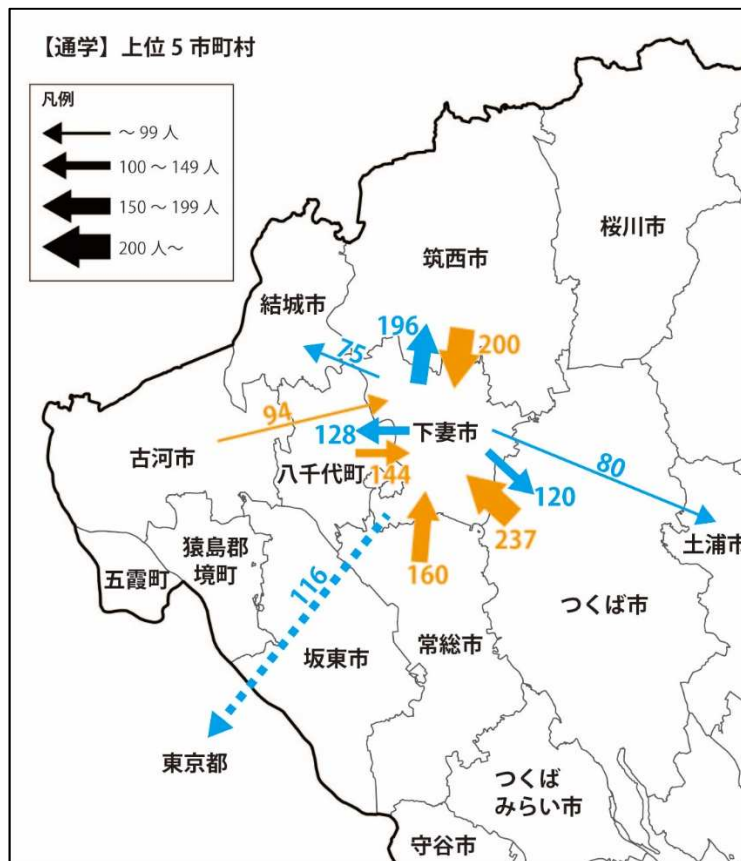 【通学】上位5市町村
凡例
～99人
100～149人
150～199人
200人～
桜川市
筑西市
結城市
196
200
75
94
古河市
128
下妻市
八千代町
144
80
120
237
土浦市
猿島郡
境町
五霞町
116
160
つくば市
坂東市
常総市
東京都
つくば
みらい市
守谷市